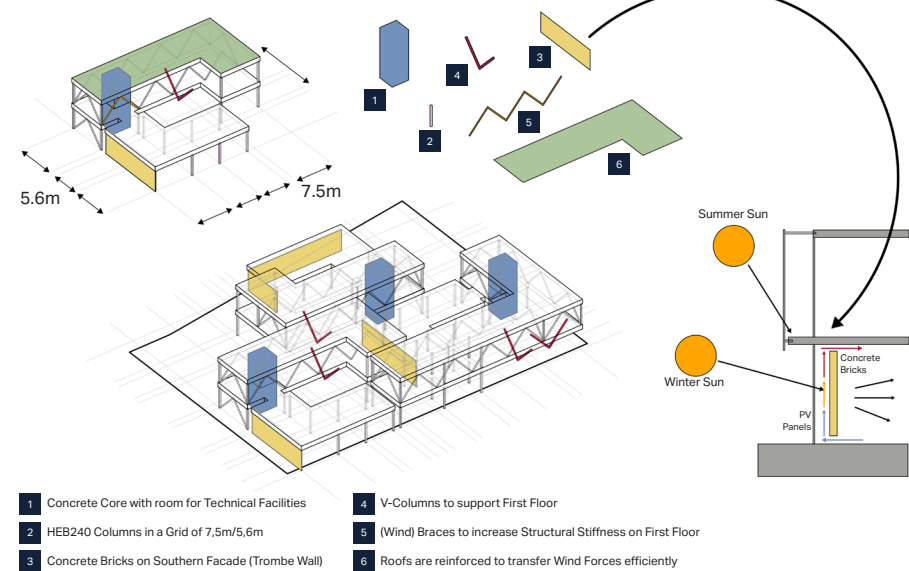 1
4
3
2
5
6
5.6m
7.5m
Summer Sun
Winter Sun
Concrete
Bricks
PV
Panels
1 Concrete Core with room for Technical Facilities
2 HEB240 Columns in a Grid of 7,5m/5,6m
3 Concrete Bricks on Southern Facade (Trombe Wall)
4 V-Columns to support First Floor
5 (Wind) Braces to increase Structural Stiffness on First Floor
6 Roofs are reinforced to transfer Wind Forces efficiently